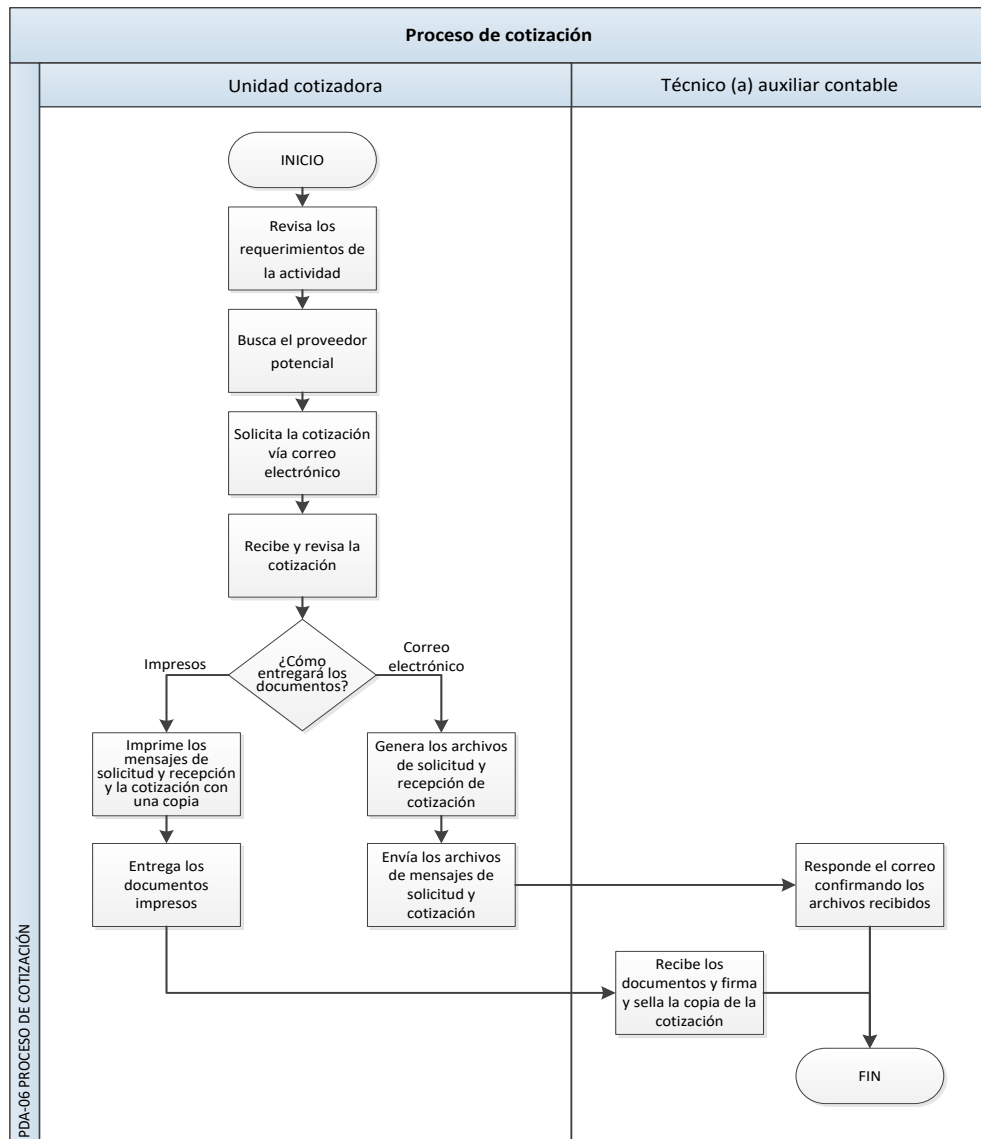 Proceso de cotización
Unidad cotizadora
Técnico (a) auxiliar contable
INICIO
Revisa los
requerimientos de
la actividad
Busca el proveedor
potencial
Solicita la cotización
vía correo
electrónico
Recibe y revisa la
cotización
¿Cómo
entregará los
documentos?
Impresos
Correo
electrónico
Imprime los
mensajes de
solicitud y recepción
y la cotización con
una copia
Genera los archivos
de solicitud y
recepción de
cotización
Entrega los
documentos
impresos
Envía los archivos
de mensajes de
solicitud y
cotización
Responde el correo
confirmando los
archivos recibidos
Recibe los
documentos y firma
y sella la copia de la
cotización
FIN
PDA-06 PROCESO DE COTIZACIÓN